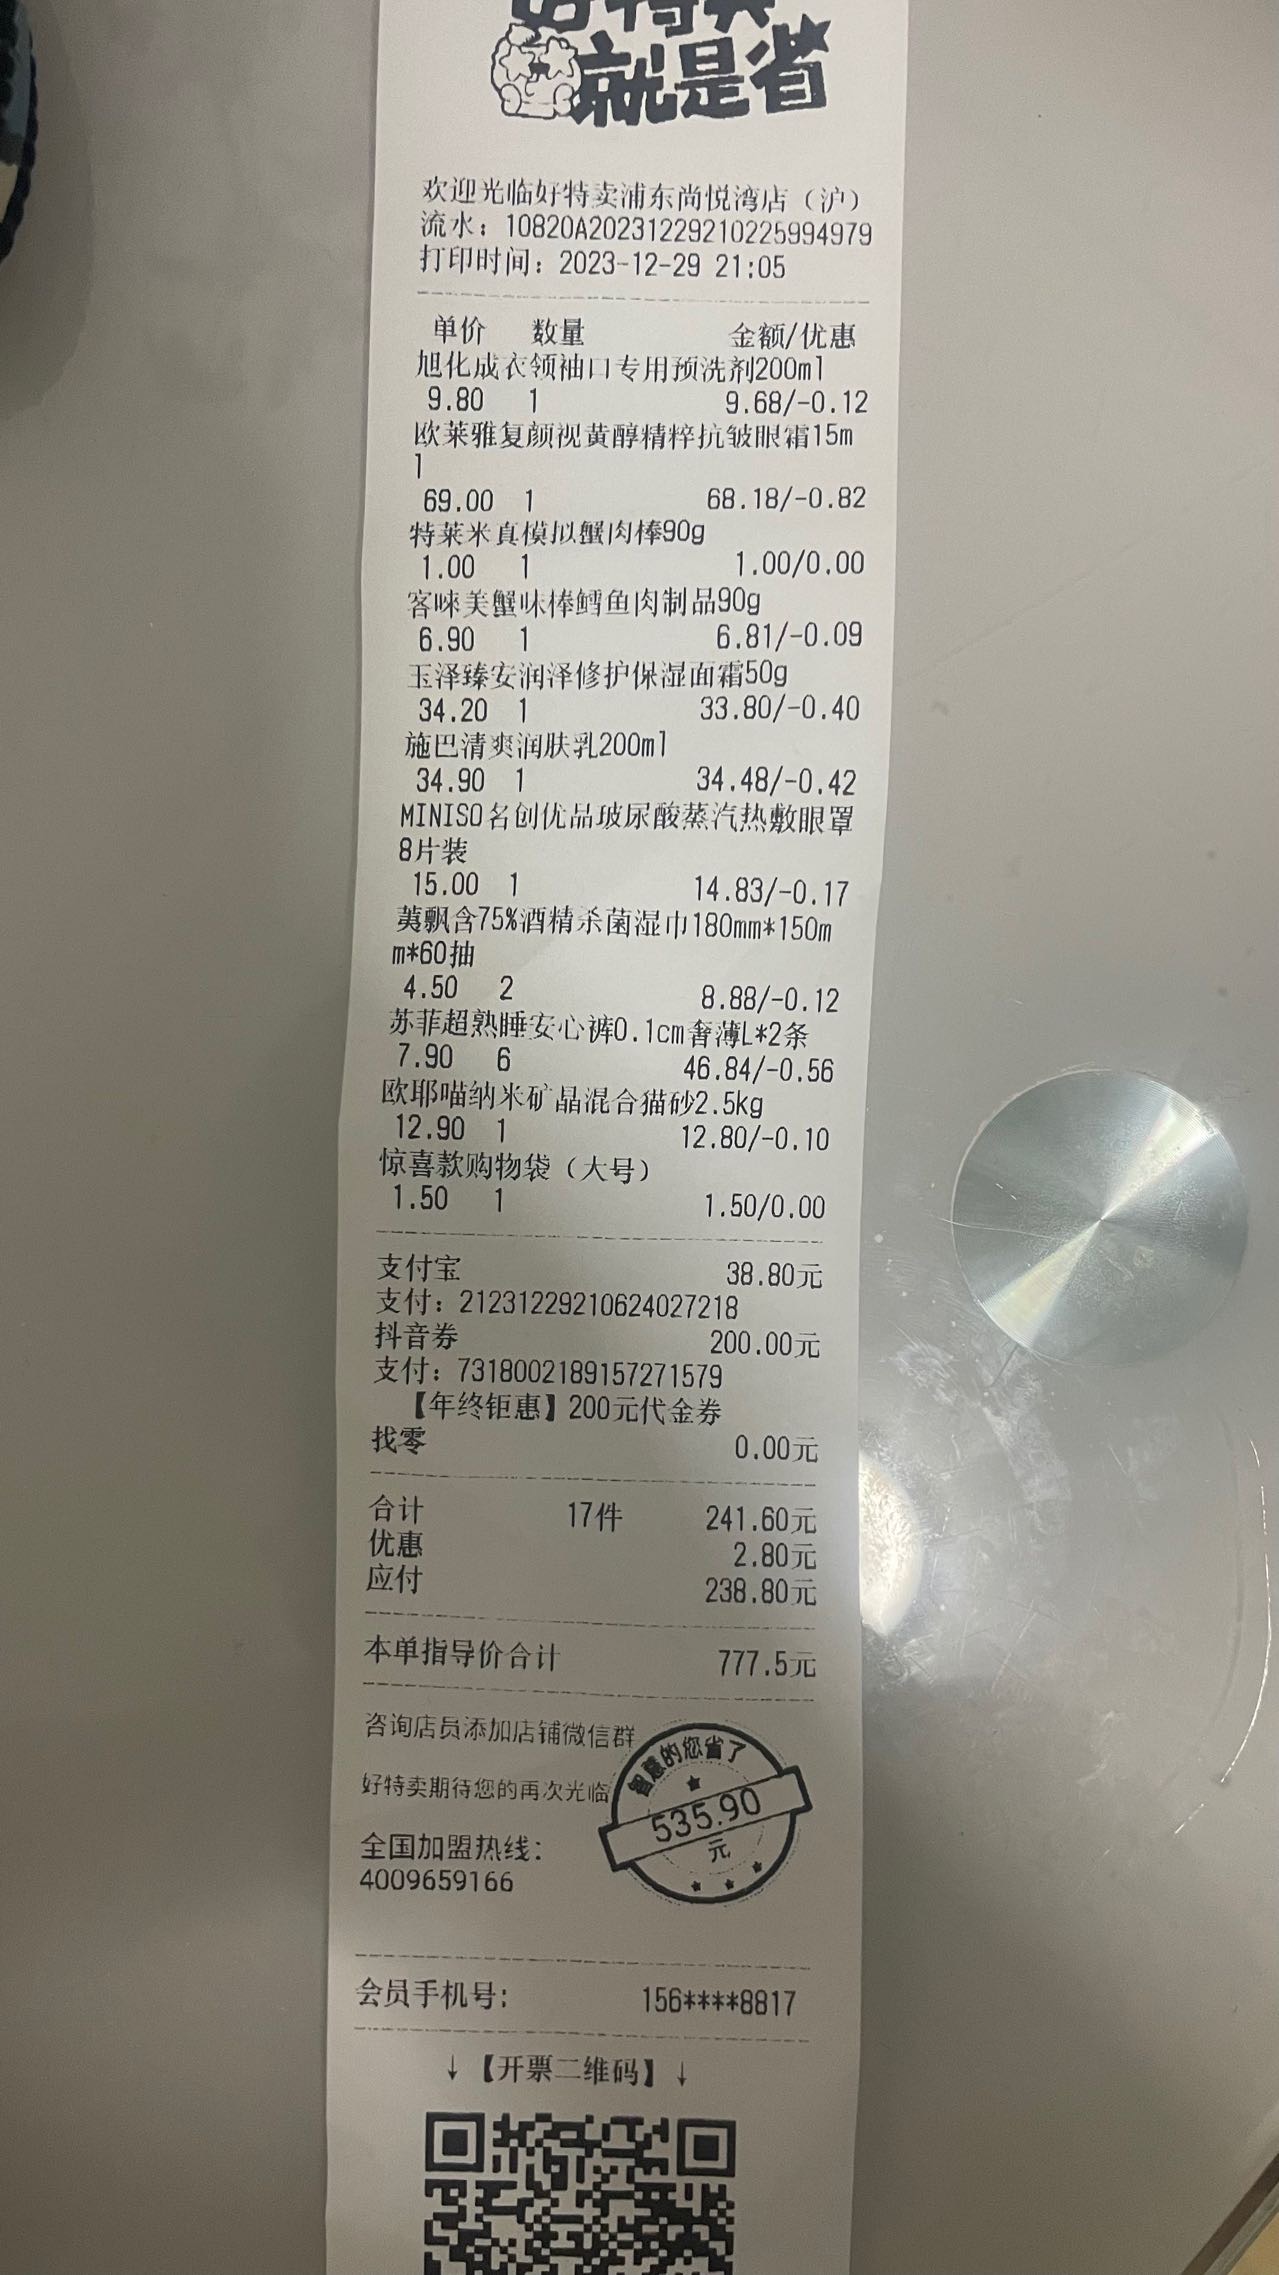 好特卖
就是省
欢迎光临好特卖浦东尚悦湾店（沪）
流水：10820A20231229210225994979
打印时间：2023-12-29 21:05
单价 数量 金额/优惠
旭化成衣领袖口专用预洗剂200ml
9.80 1 9.68/-0.12
欧莱雅复颜视黄醇精粹抗皱眼霜15m
l
69.00 1 68.18/-0.82
特莱米真模拟蟹肉棒90g
1.00 1 1.00/0.00
客唻美蟹味棒鳕鱼肉制品90g
6.90 1 6.81/-0.09
玉泽臻安润泽修护保湿面霜50g
34.20 1 33.80/-0.40
施巴清爽润肤乳200ml
34.90 1 34.48/-0.42
MINISO名创优品玻尿酸蒸汽热敷眼罩
8片装
15.00 1 14.83/-0.17
飘含75%酒精杀菌湿巾180mm*150m
m*60抽
4.50 2 8.88/-0.12
苏菲超熟睡安心裤0.1cm奢薄L*2条
7.90 6 46.84/-0.56
欧耶喵纳米矿晶混合猫砂2.5kg
12.90 1 12.80/-0.10
惊喜款购物袋（大号）
1.50 1 1.50/0.00
支付宝 38.80元
支付：21231229210624027218
抖音券 200.00元
支付：7318002189157271579
【年终钜惠】200元代金券
找零 0.00元
合计 17件 241.60元
优惠 2.80元
应付 238.80元
本单指导价合计 777.5元
咨询店员添加店铺微信群
好特卖期待您的再次光临
智慧的您省了
535.90
元
全国加盟热线：
4009659166
会员手机号： 156****8817
↓【开票二维码】↓